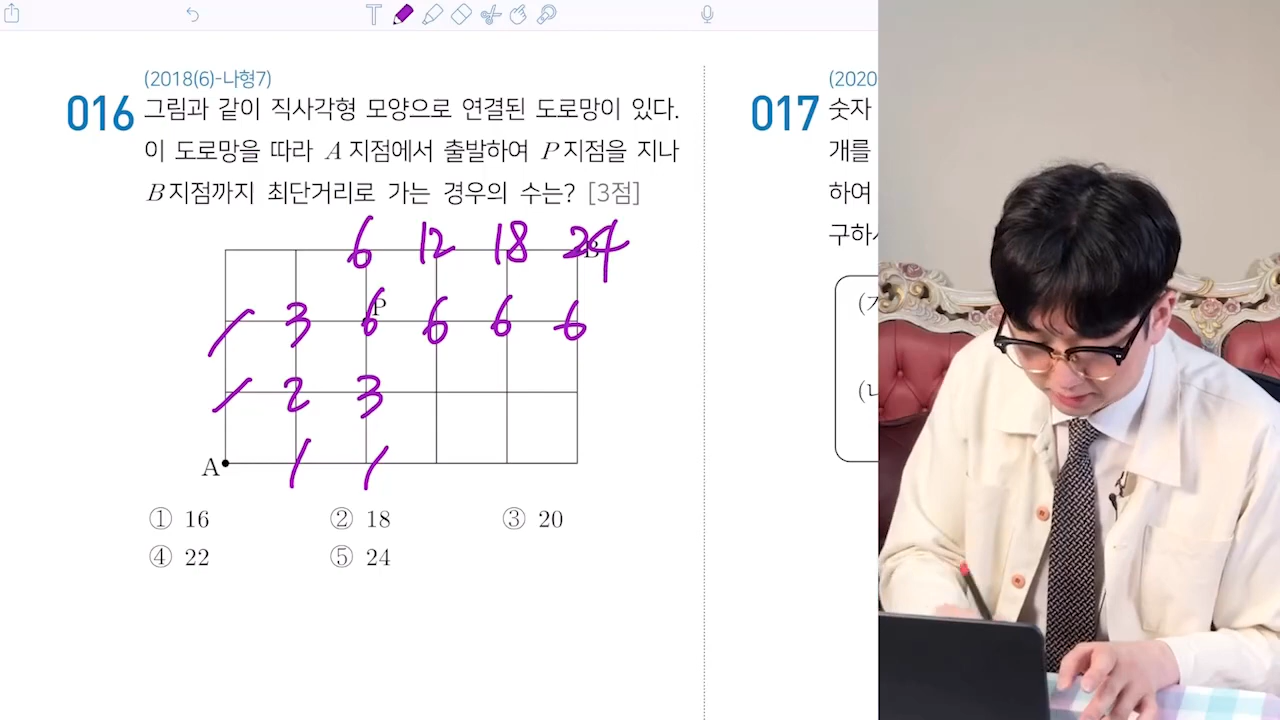 (2018(6)-나형7)
016 그림과 같이 직사각형 모양으로 연결된 도로망이 있다.
이 도로망을 따라 A 지점에서 출발하여 P 지점을 지나
B 지점까지 최단거리로 가는 경우의 수는? [3점]
6 12 18 24 B
1 3 6 P 6 6 6
1 2 3
A 1 1
① 16 ② 18 ③ 20
④ 22 ⑤ 24
(2020
017 숫자
개를
하여
구하
(가
(나
T